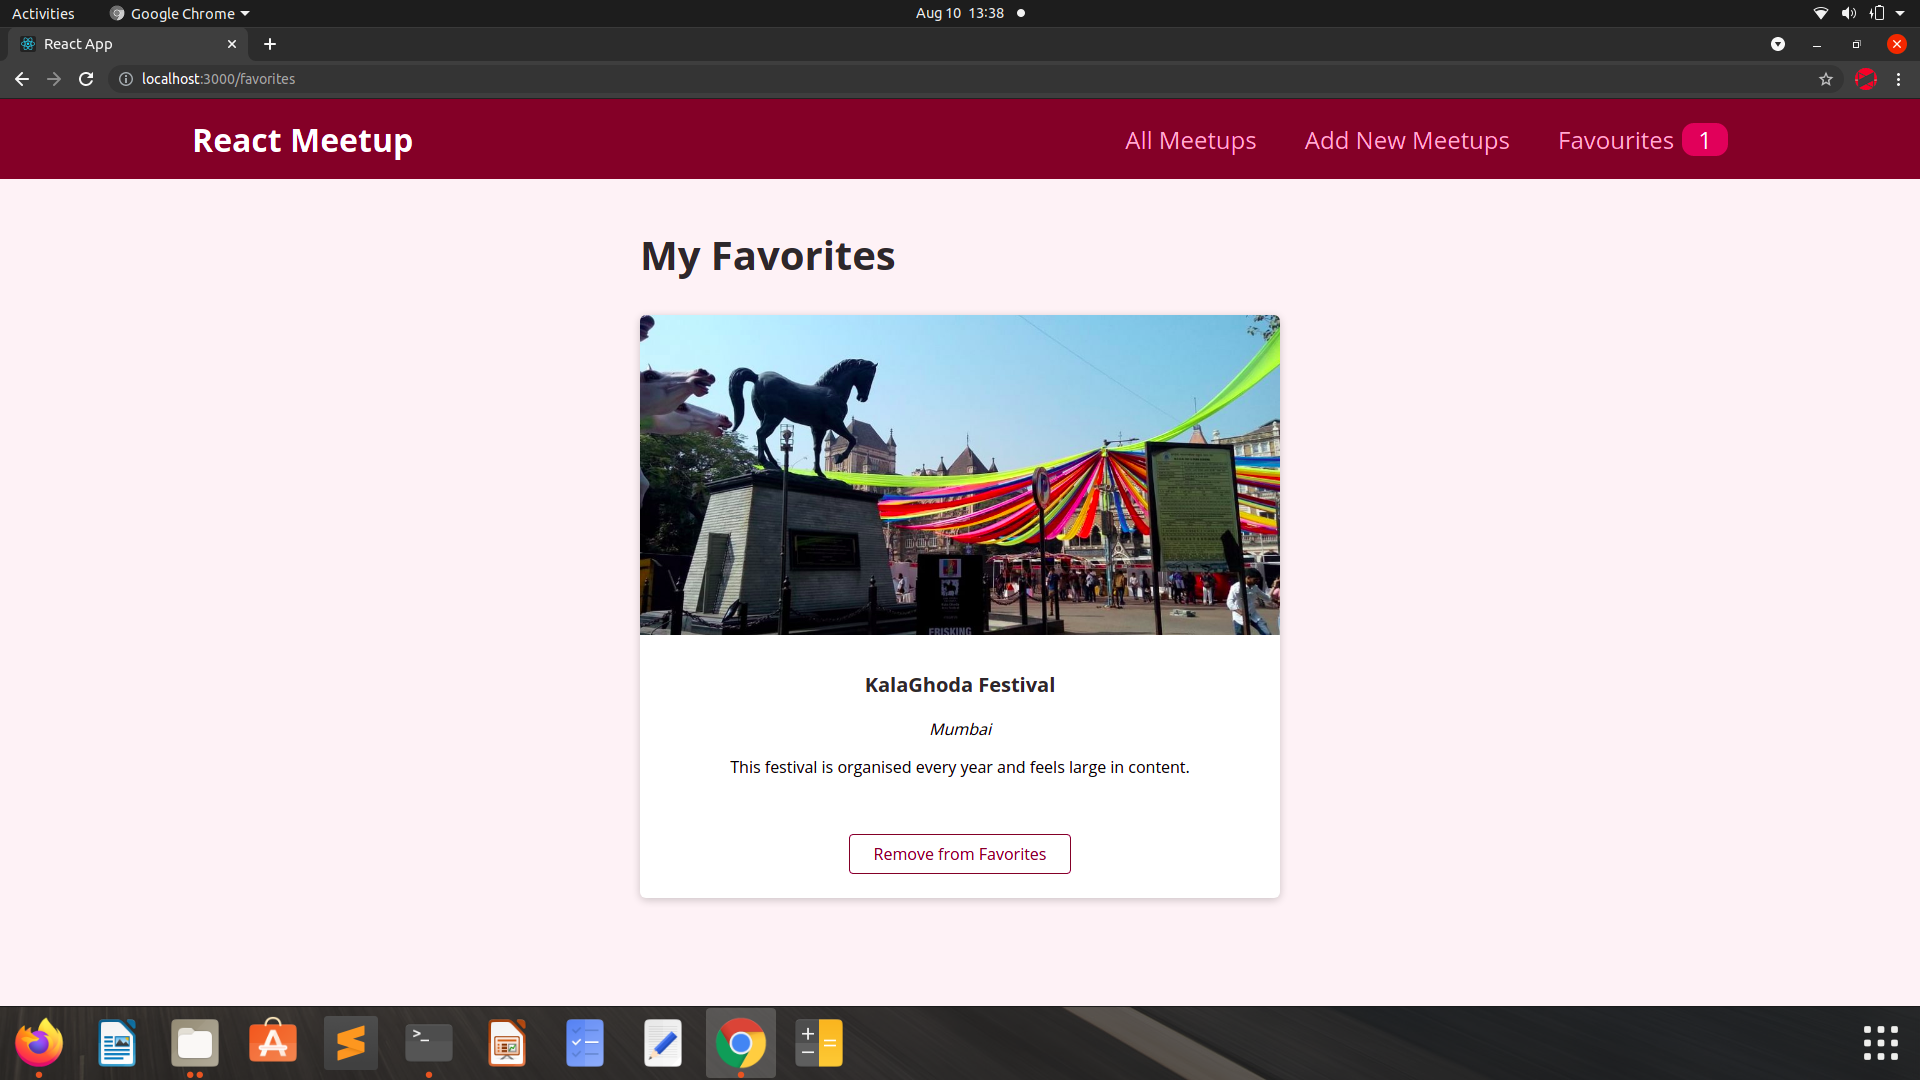 Activities
Google Chrome
Aug 10 13:38
React App
localhost:3000/favorites
React Meetup
All Meetups
Add New Meetups
Favourites 1
My Favorites
FRISKING
KalaGhoda Festival
Mumbai
This festival is organised every year and feels large in content.
Remove from Favorites